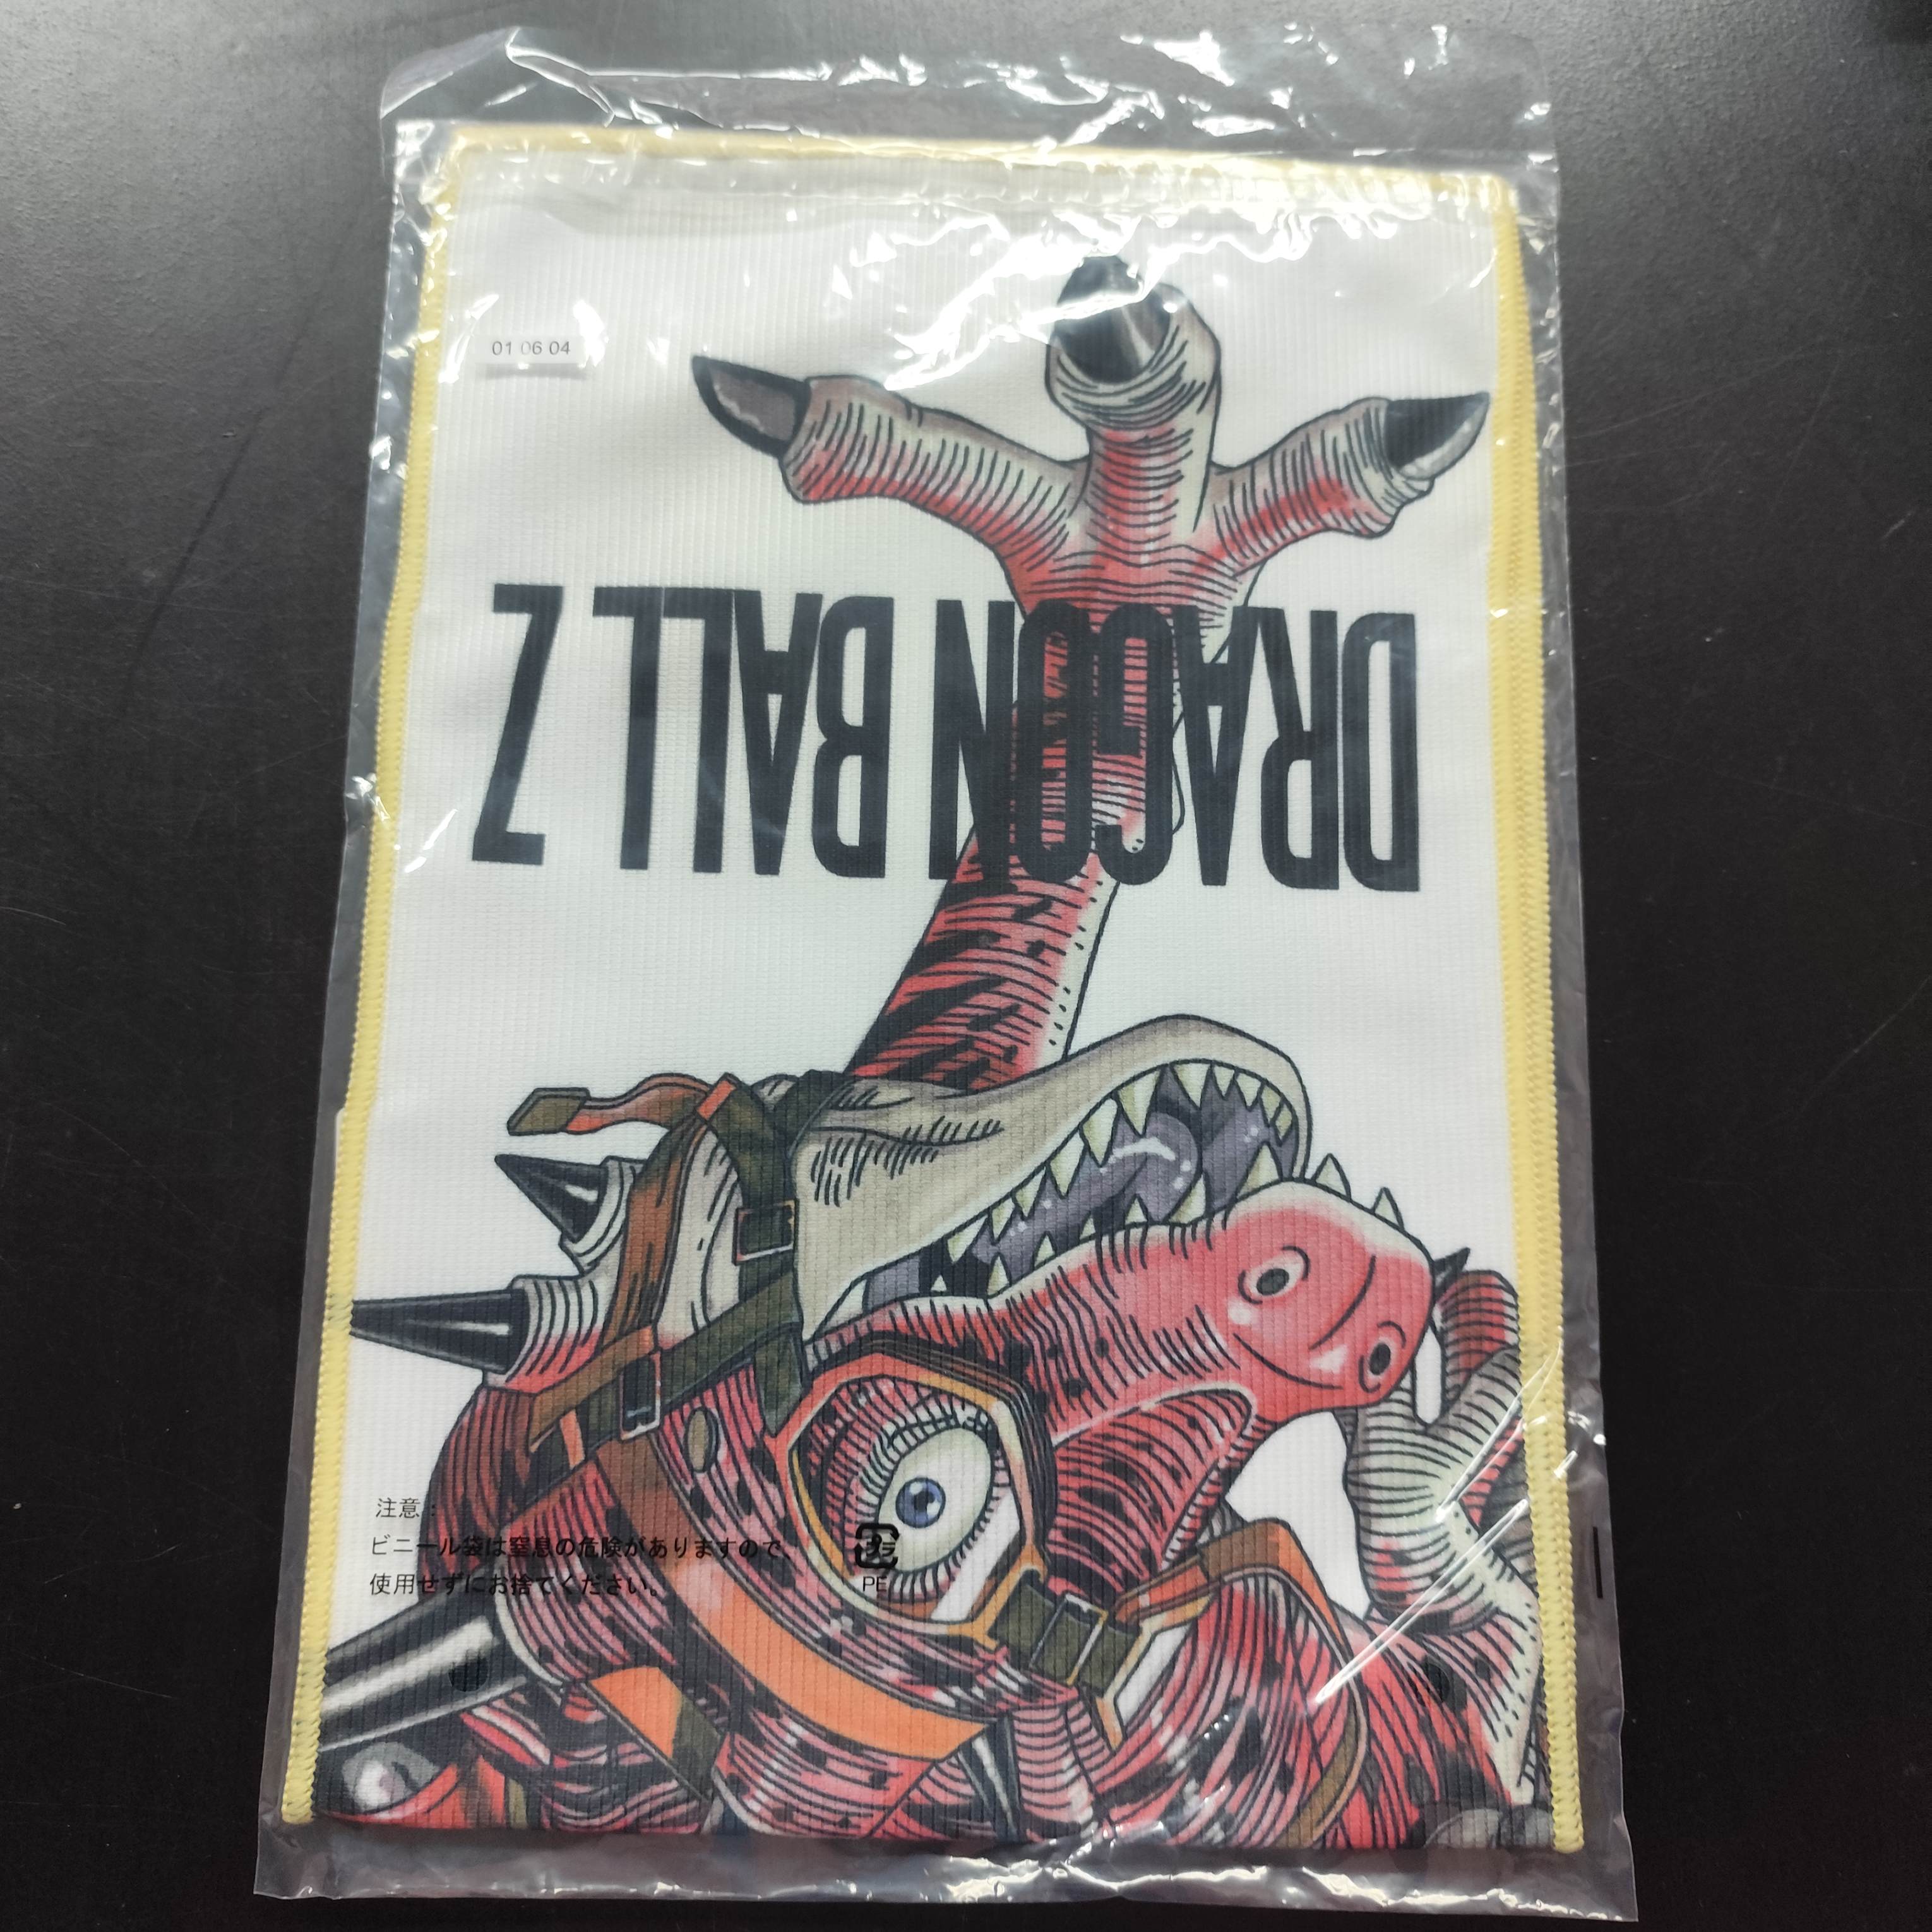 01 06 04
DRAGON BALL Z
注意：
ビニール袋は窒息の危険がありますので、
使用せずにお捨てください。
プラ
PE